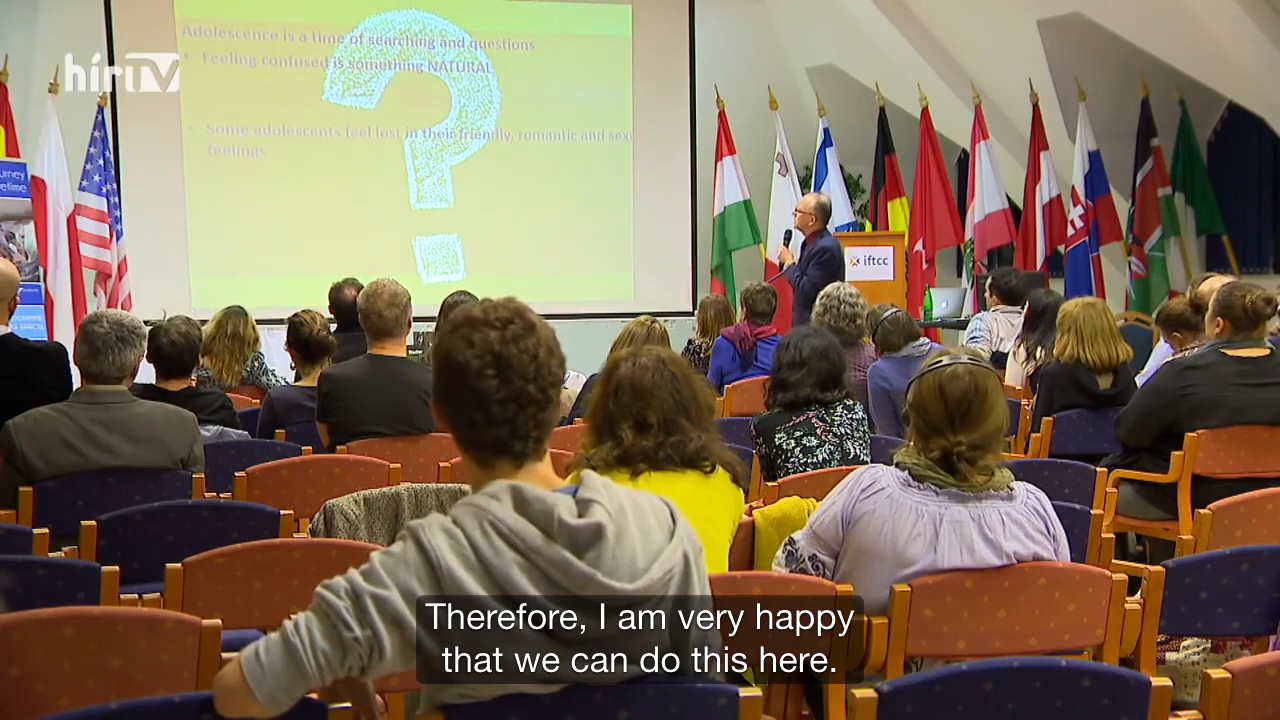 Adolescence is a time of searching and questions
• Feeling confused is something NATURAL
• Some adolescents feel lost in their friendly, romantic and sex
feelings
hírTV
iftcc
Therefore, I am very happy
that we can do this here.